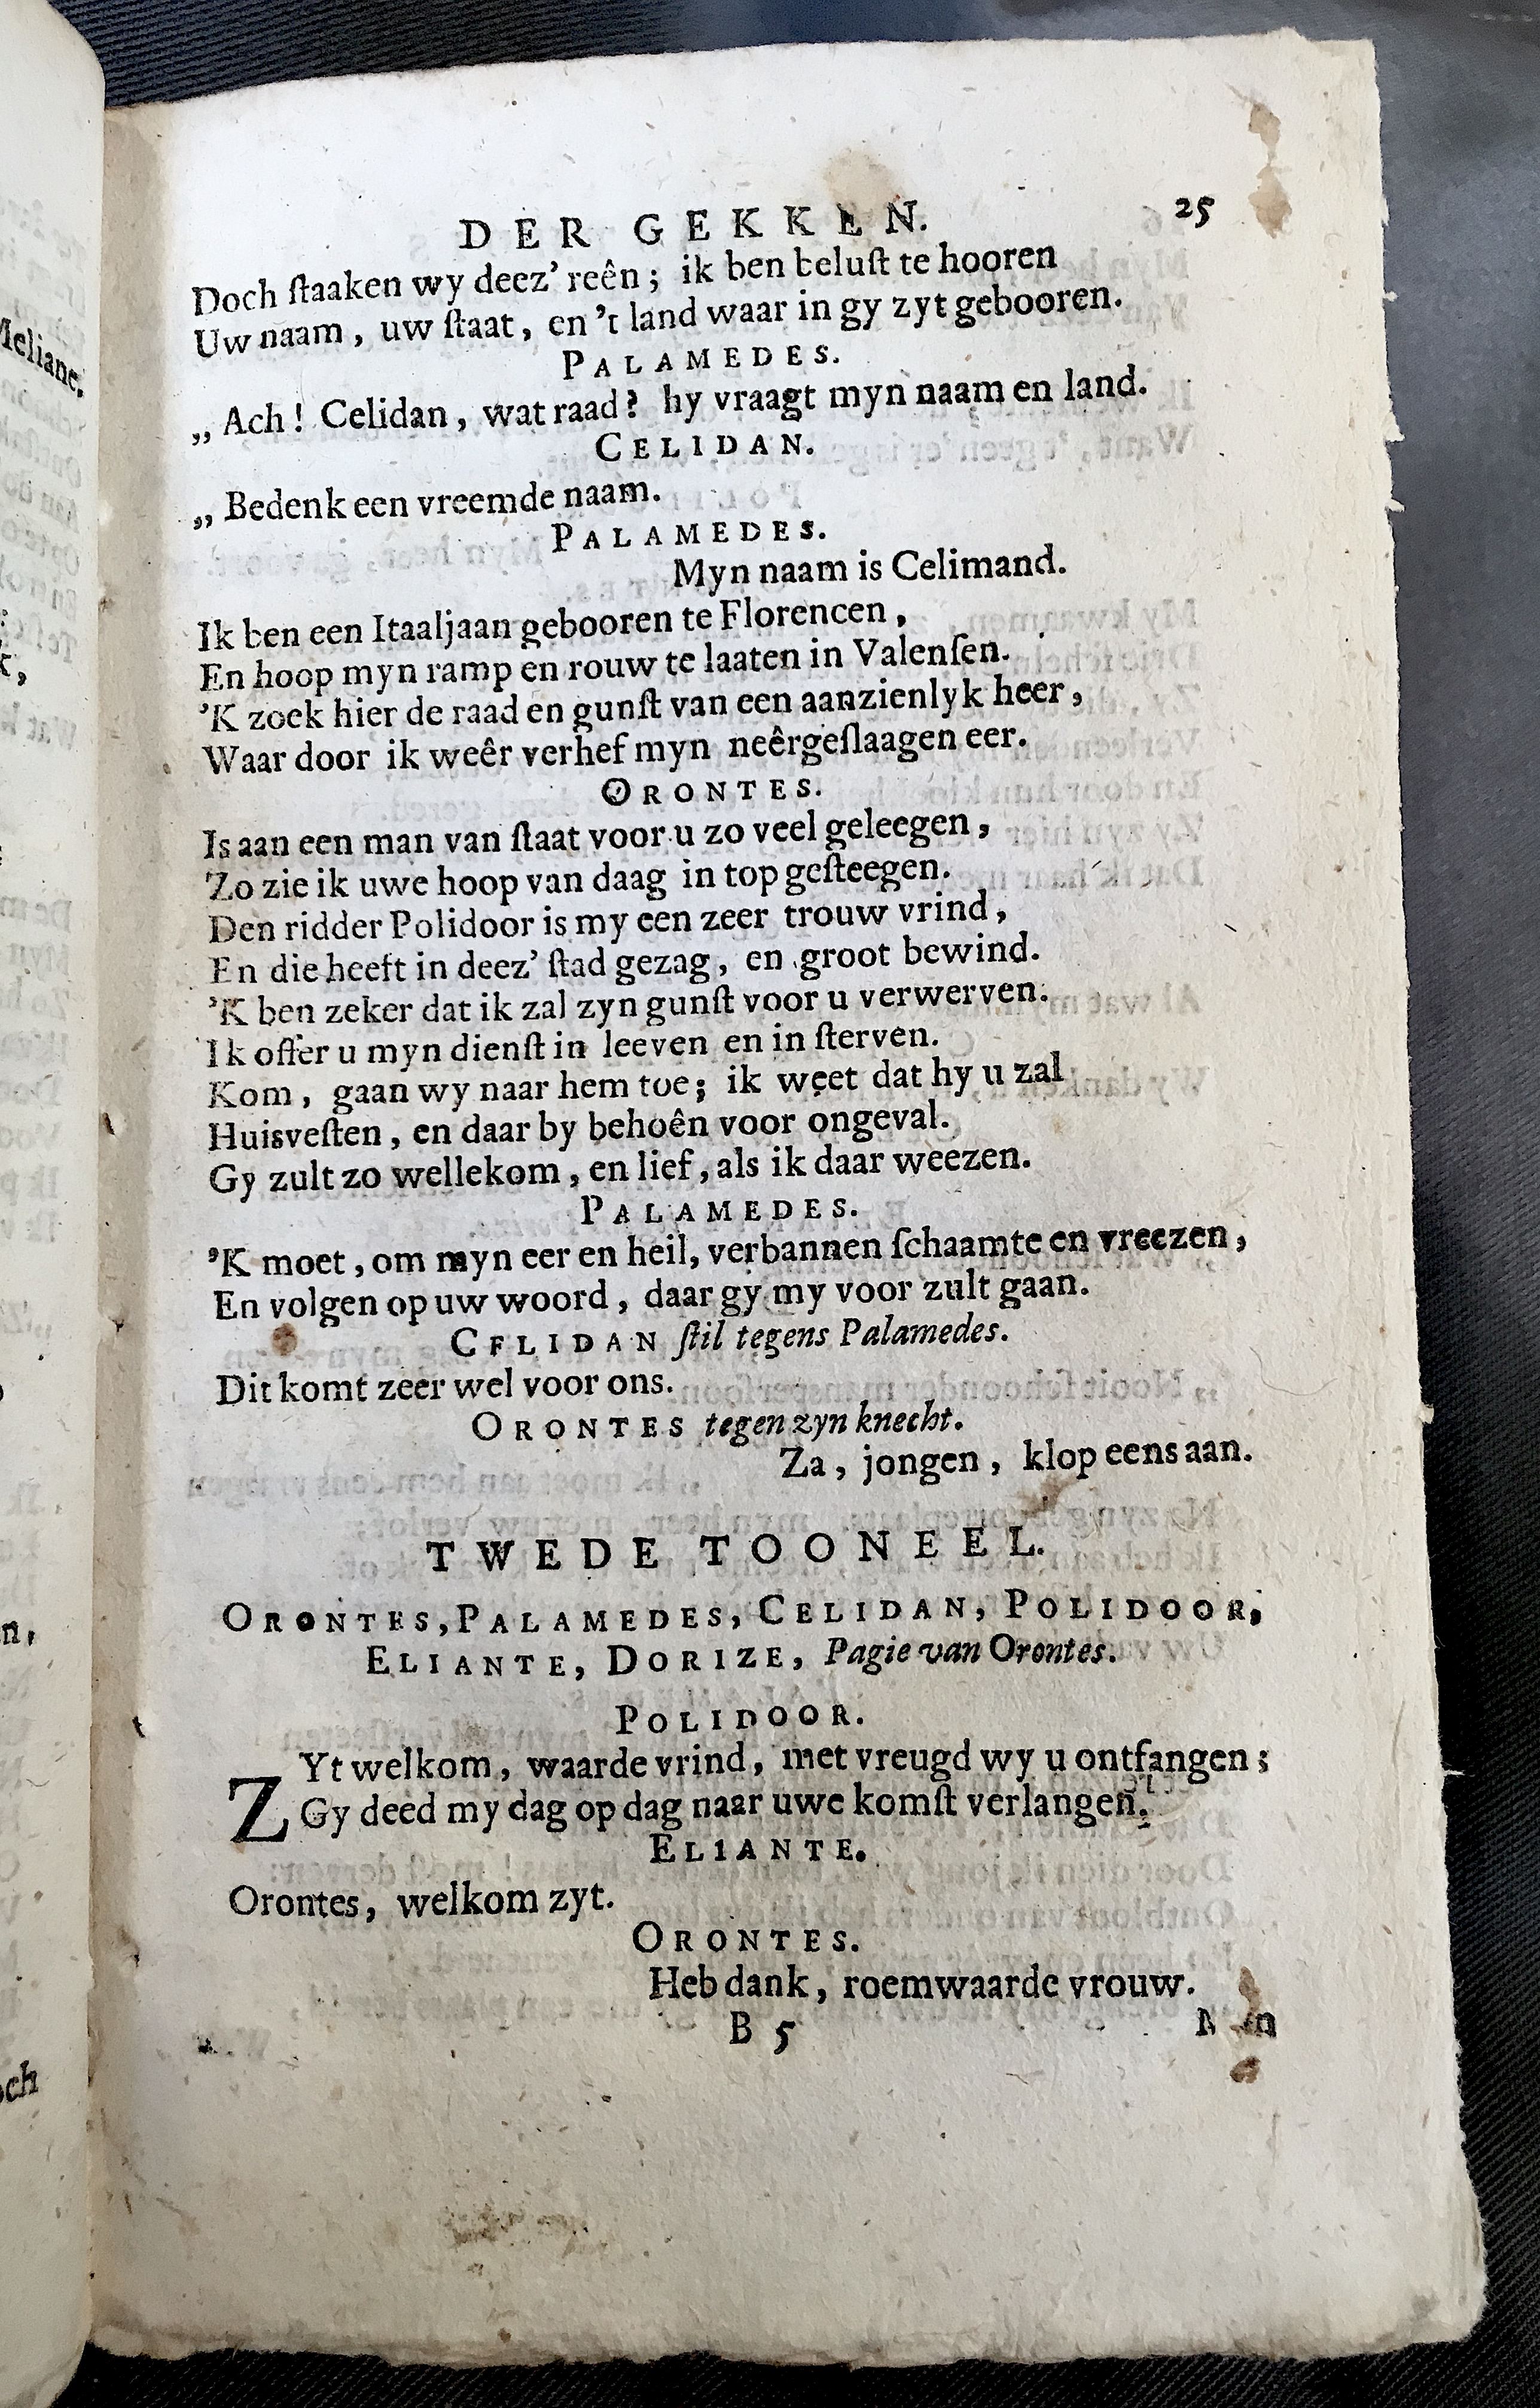 DER GEKKEN. 25
Doch ſtaaken wy deez' reên; ik ben beluſt te hooren
Uw naam, uw ſtaat, en 't land waar in gy zyt gebooren.
PALAMEDES.
„Ach! Celidan, wat raad? hy vraagt myn naam en land.
CELIDAN.
„Bedenk een vreemde naam.
PALAMEDES.
Myn naam is Celimand.
Ik ben een Itaaljaan gebooren te Florencen,
En hoop myn ramp en rouw te laaten in Valenſen.
'K zoek hier de raad en gunſt van een aanzienlyk heer,
Waar door ik weêr verhef myn neêrgeſlaagen eer.
ORONTES.
Is aan een man van ſtaat voor u zo veel geleegen,
Zo zie ik uwe hoop van daag in top geſteegen.
Den ridder Polidoor is my een zeer trouw vrind,
En die heeft in deez' ſtad gezag, en groot bewind.
'K ben zeker dat ik zal zyn gunſt voor u verwerven.
Ik offer u myn dienſt in leeven en in ſterven.
Kom, gaan wy naar hem toe; ik weet dat hy u zal
Huisveſten, en daar by behoên voor ongeval.
Gy zult zo wellekom, en lief, als ik daar weezen.
PALAMEDES.
'K moet, om myn eer en heil, verbannen ſchaamte en vreezen,
En volgen op uw woord, daar gy my voor zult gaan.
CELIDAN ſtil tegens Palamedes.
Dit komt zeer wel voor ons.
ORONTES tegen zyn knecht.
Za, jongen, klop eens aan.
TWEDE TOONEEL.
ORONTES, PALAMEDES, CELIDAN, POLIDOOR,
ELIANTE, DORIZE, Pagie van Orontes.
POLIDOOR.
ZYt welkom, waarde vrind, met vreugd wy u ontfangen;
Gy deed my dag op dag naar uwe komſt verlangen.
ELIANTE.
Orontes, welkom zyt.
ORONTES.
Heb dank, roemwaarde vrouw.
B 5